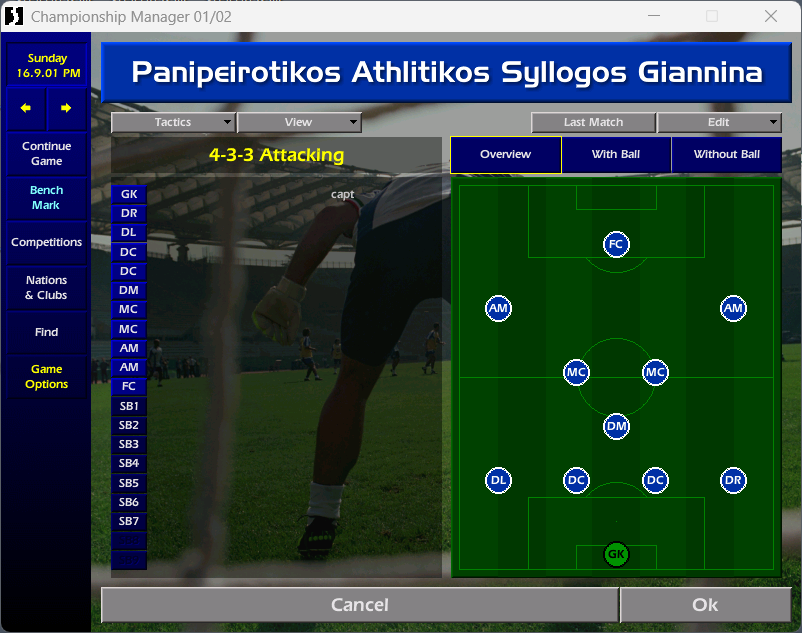 Championship Manager 01/02
Sunday
16.9.01 PM
Continue
Game
Bench
Mark
Competitions
Nations
& Clubs
Find
Game
Options
Panipeirotikos Athlitikos Syllogos Giannina
Tactics
View
Last Match
Edit
4-3-3 Attacking
Overview
With Ball
Without Ball
GK
capt
DR
DL
DC
DC
DM
MC
MC
AM
AM
FC
SB1
SB2
SB3
SB4
SB5
SB6
SB7
FC
AM
AM
MC
MC
DM
DL
DC
DC
DR
GK
Cancel
Ok